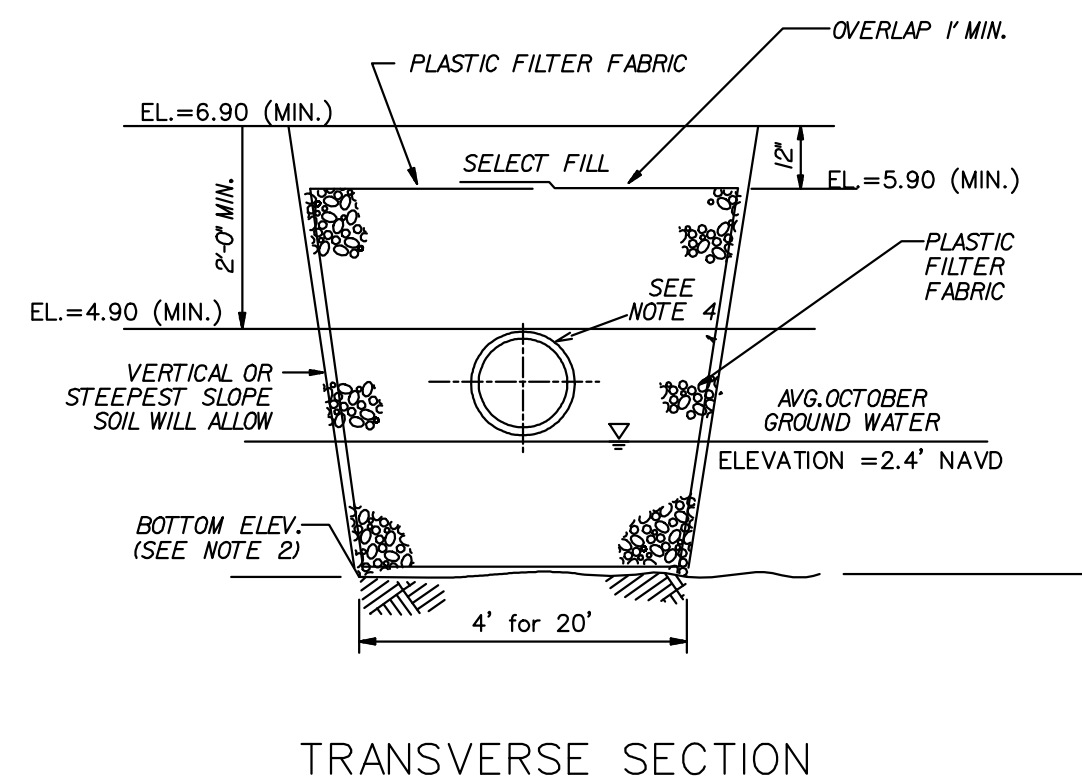 OVERLAP 1' MIN.
PLASTIC FILTER FABRIC
EL.=6.90 (MIN.)
SELECT FILL
12"
EL.=5.90 (MIN.)
2'-0" MIN.
PLASTIC
FILTER
FABRIC
SEE
NOTE 4
EL.=4.90 (MIN.)
VERTICAL OR
STEEPEST SLOPE
SOIL WILL ALLOW
AVG.OCTOBER
GROUND WATER
ELEVATION =2.4' NAVD
BOTTOM ELEV.
(SEE NOTE 2)
4' for 20'
TRANSVERSE SECTION